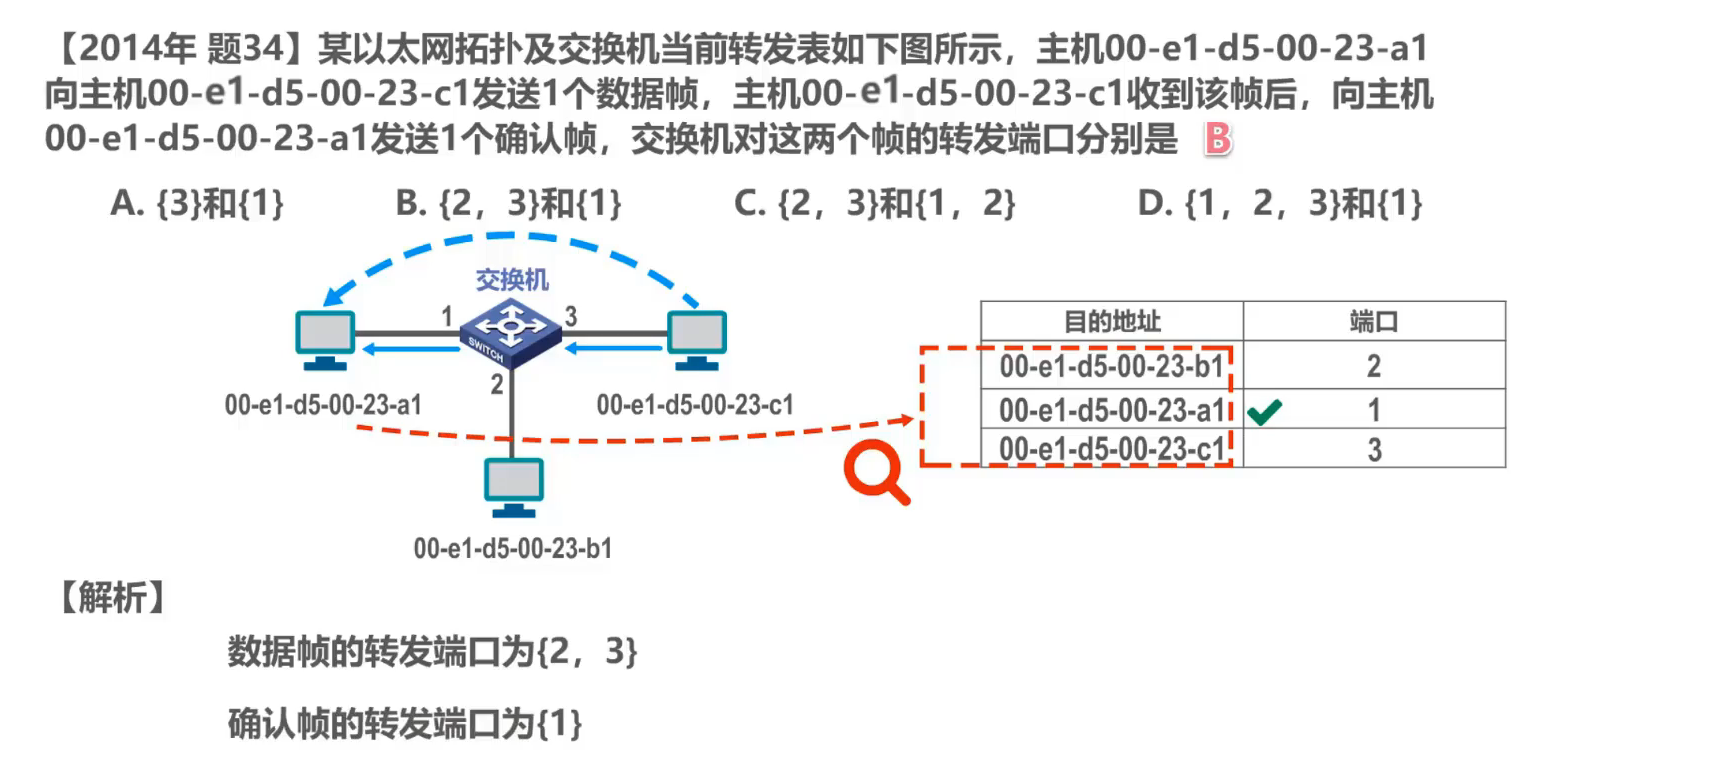 【2014年 题34】某以太网拓扑及交换机当前转发表如下图所示，主机00-e1-d5-00-23-a1
向主机00-e1-d5-00-23-c1发送1个数据帧，主机00-e1-d5-00-23-c1收到该帧后，向主机
00-e1-d5-00-23-a1发送1个确认帧，交换机对这两个帧的转发端口分别是 B
A. {3}和{1} B. {2，3}和{1} C. {2，3}和{1，2} D. {1，2，3}和{1}
交换机
1 3
SWITCH
2
00-e1-d5-00-23-a1 00-e1-d5-00-23-c1
00-e1-d5-00-23-b1
目的地址 端口
00-e1-d5-00-23-b1 2
00-e1-d5-00-23-a1 1
00-e1-d5-00-23-c1 3
【解析】
数据帧的转发端口为{2，3}
确认帧的转发端口为{1}